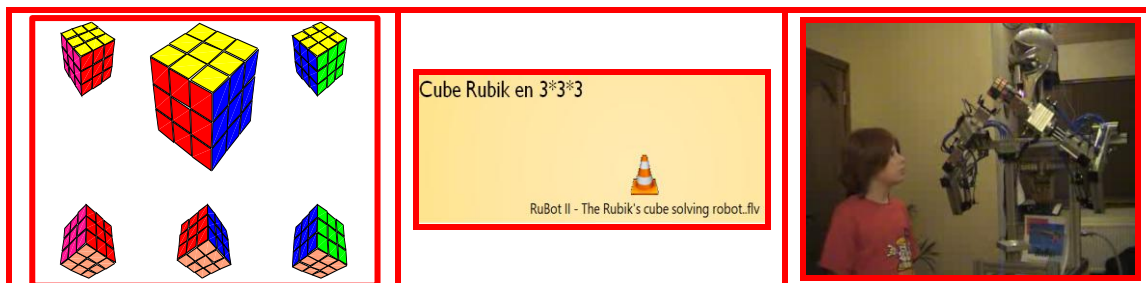 Cube Rubik en 3*3*3
RuBot II - The Rubik's cube solving robot..flv